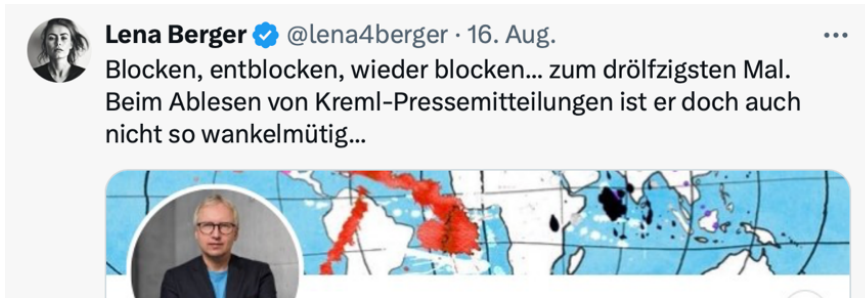 Lena Berger @lena4berger · 16. Aug.
Blocken, entblocken, wieder blocken... zum drölfzigsten Mal.
Beim Ablesen von Kreml-Pressemitteilungen ist er doch auch
nicht so wankelmütig...